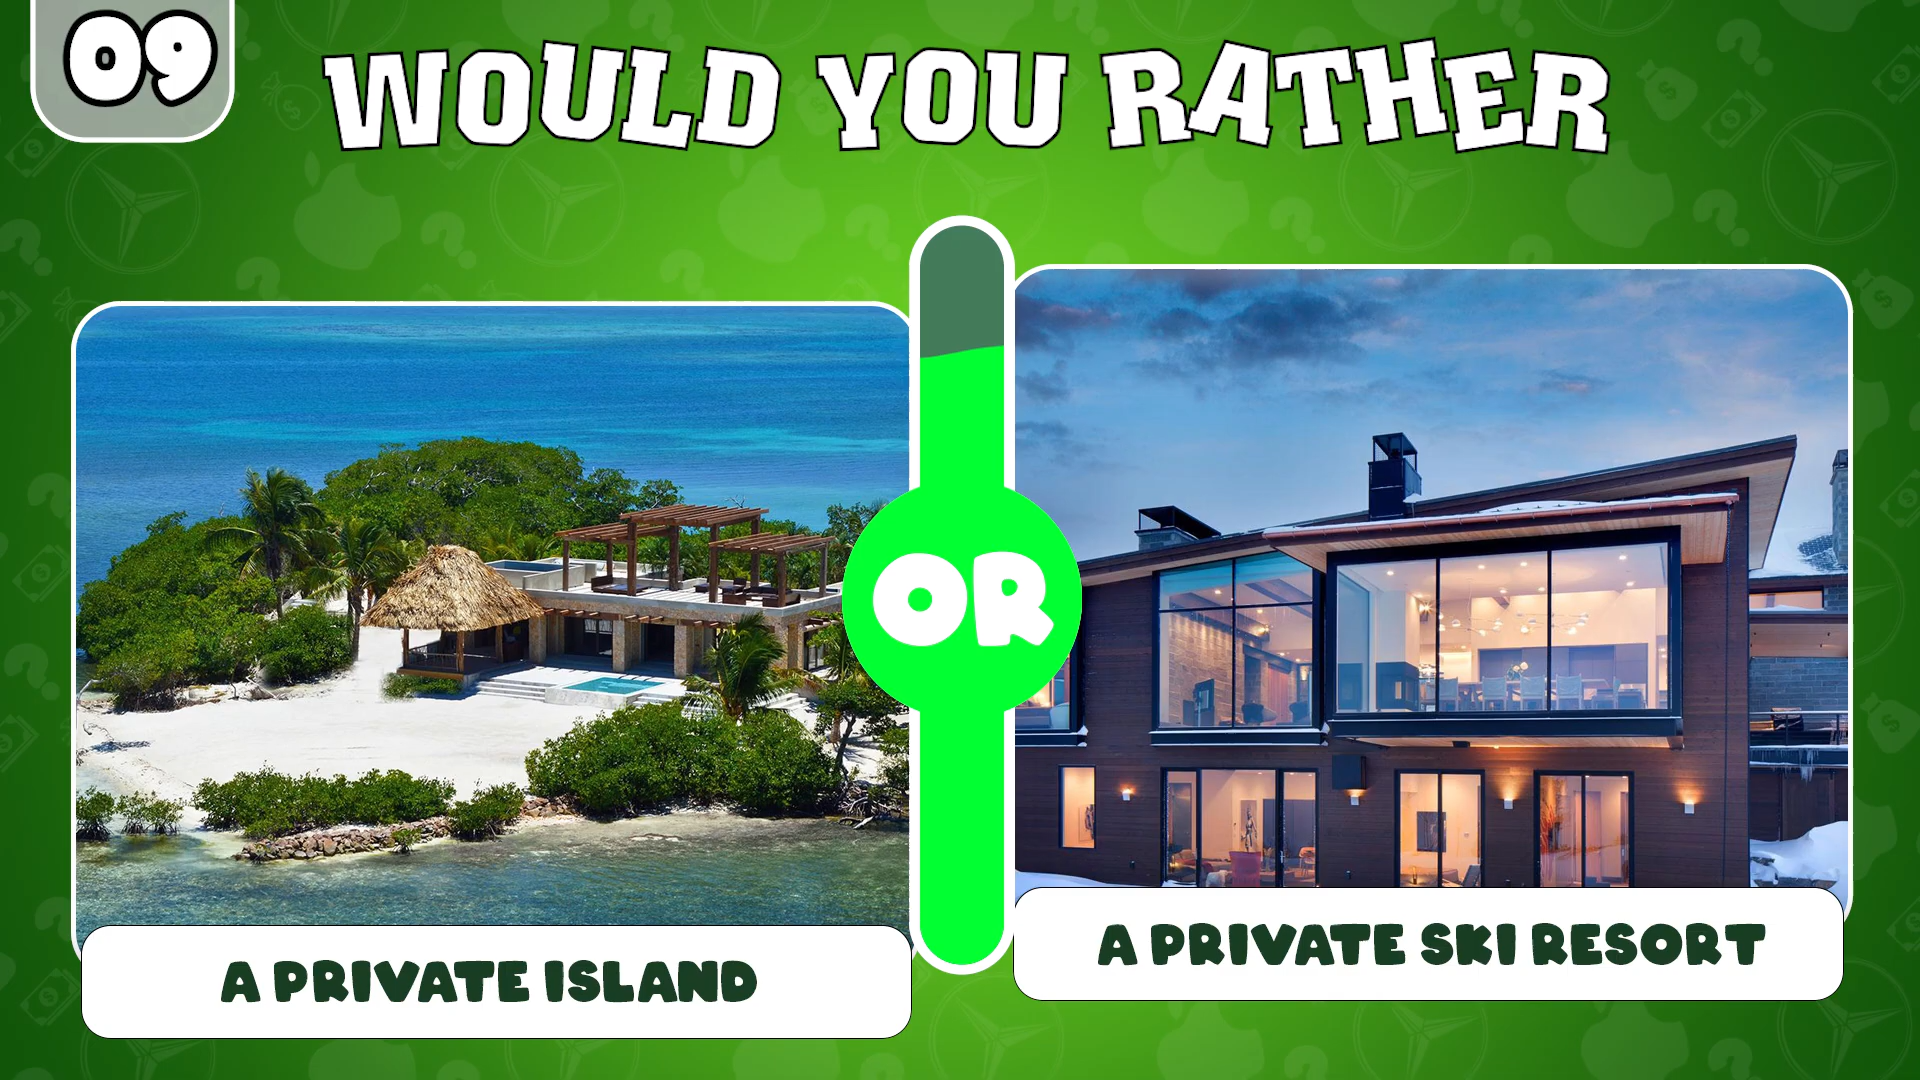 09
WOULD YOU RATHER
OR
A PRIVATE ISLAND
A PRIVATE SKI RESORT